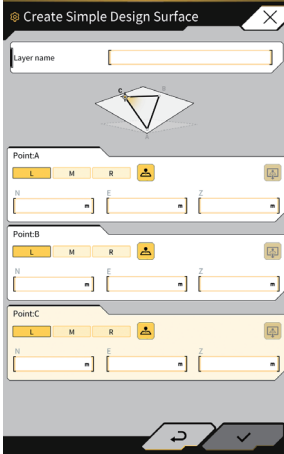 Create Simple Design Surface
Layer name
C
B
A
Point:A
L M R
N E Z
m m m
Point:B
L M R
N E Z
m m m
Point:C
L M R
N E Z
m m m